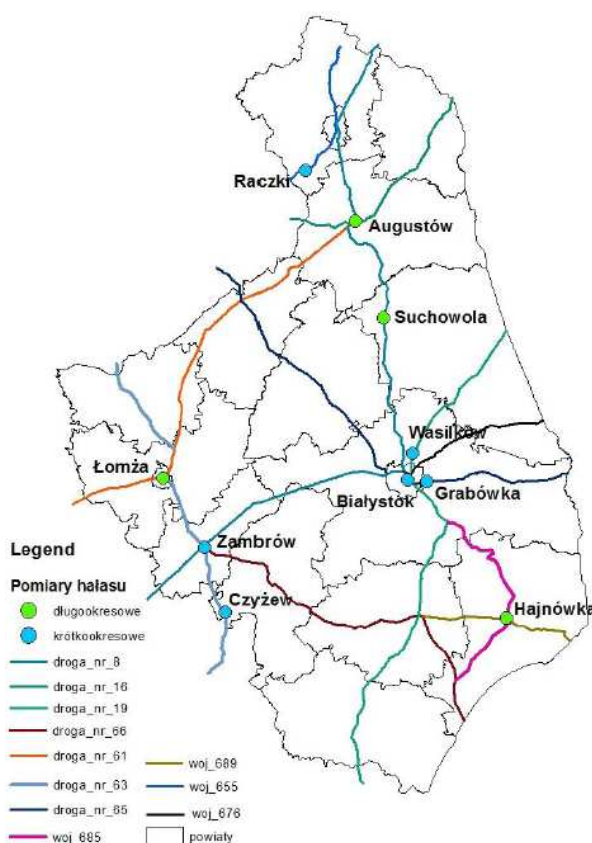 Raczki
Augustów
Suchowola
Wasilków
Łomża
Białystok
Grabówka
Zambrów
Czyżew
Hajnówka
Legend
Pomiary hałasu
długookresowe
krótkookresowe
droga_nr_8
droga_nr_16
droga_nr_19
droga_nr_66
droga_nr_61
droga_nr_63
droga_nr_65
woj_685
woj_689
woj_655
woj_676
powiaty